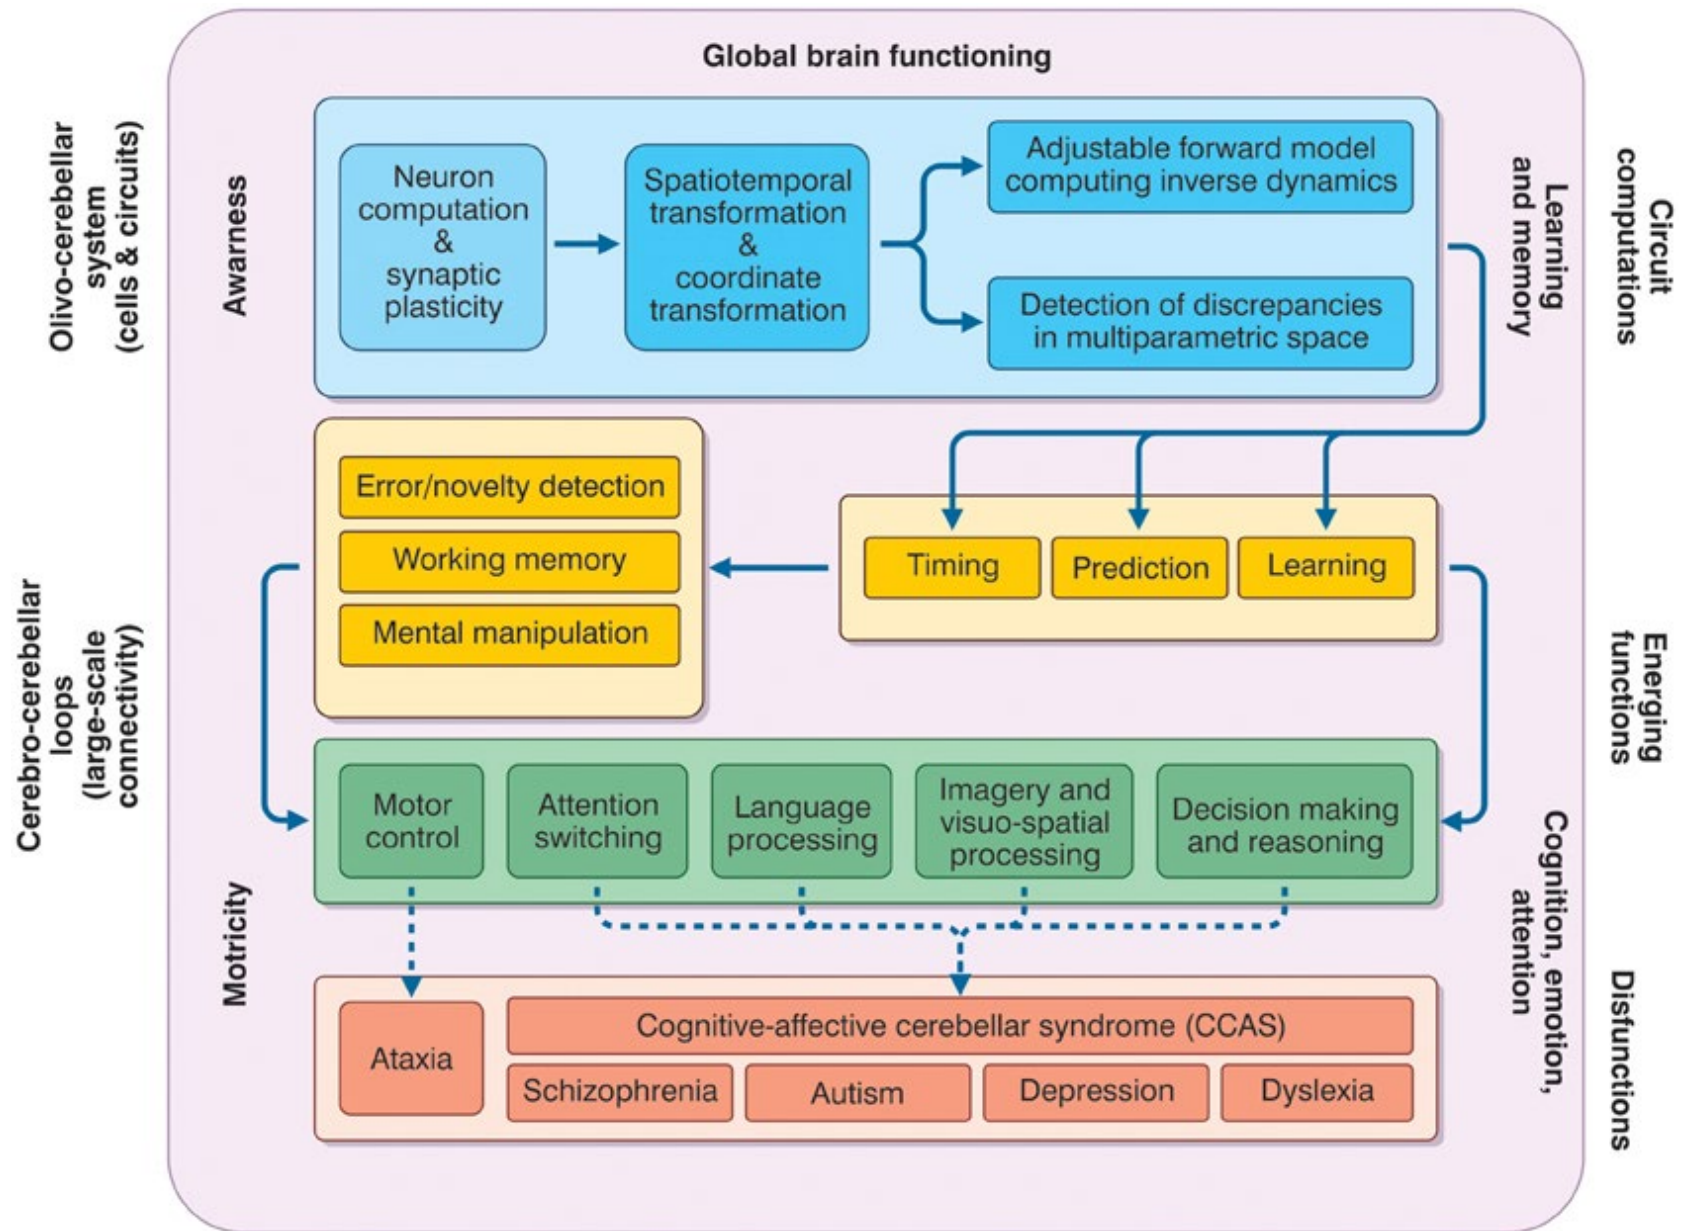 Global brain functioning
Olivo-cerebellar
system
(cells & circuits)
Awarness
Neuron
computation
&
synaptic
plasticity
Spatiotemporal
transformation
&
coordinate
transformation
Adjustable forward model
computing inverse dynamics
Detection of discrepancies
in multiparametric space
Learning
and memory
Circuit
computations
Error/novelty detection
Working memory
Mental manipulation
Timing
Prediction
Learning
Cerebro-cerebellar
loops
(large-scale
connectivity)
Energing
functions
Motor
control
Attention
switching
Language
processing
Imagery and
visuo-spatial
processing
Decision making
and reasoning
Motricity
Cognition, emotion,
attention
Ataxia
Cognitive-affective cerebellar syndrome (CCAS)
Schizophrenia
Autism
Depression
Dyslexia
Disfunctions